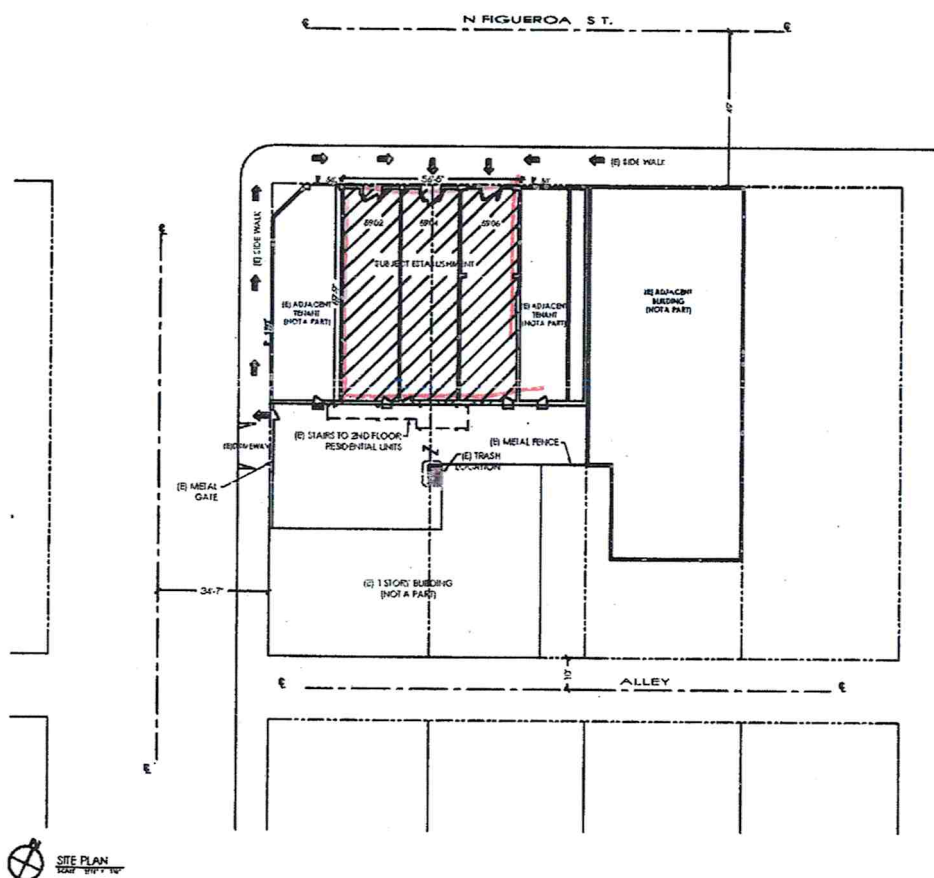 N FIGUEROA ST.
(E) SIDE WALK
56'-8"
5902
5904
5906
(E) SIDE WALK
SUBJECT ESTABLISHMENT
(E) ADJACENT
TENANT
(NOT A PART)
(E) ADJACENT
TENANT
(NOT A PART)
(E) ADJACENT
BUILDING
(NOT A PART)
(E) STAIRS TO 2ND FLOOR
RESIDENTIAL UNITS
(E) DRIVEWAY
(E) METAL FENCE
(E) TRASH
LOCATION
(E) METAL
GATE
(E) 1 STORY BUILDING
(NOT A PART)
34'-7"
10'
ALLEY
N
SITE PLAN